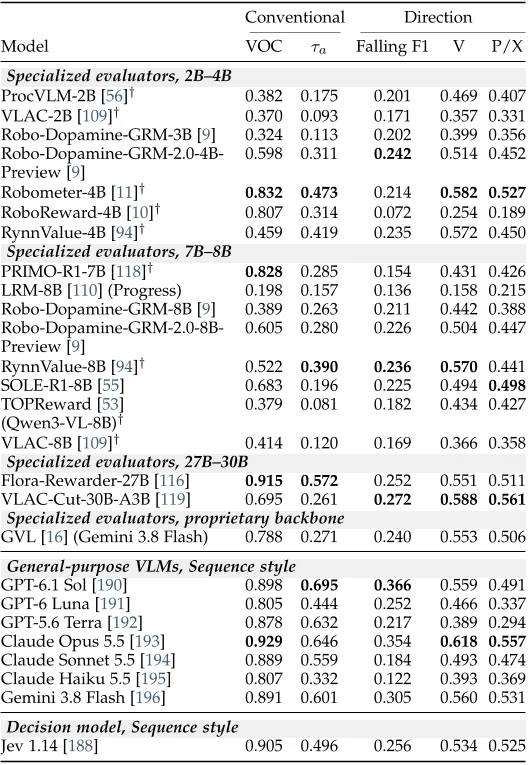 Conventional Direction
Model VOC τa Falling F1 V P/X
Specialized evaluators, 2B–4B
ProcVLM-2B [56]† 0.382 0.175 0.201 0.469 0.407
VLAC-2B [109]† 0.370 0.093 0.171 0.357 0.331
Robo-Dopamine-GRM-3B [9] 0.324 0.113 0.202 0.399 0.356
Robo-Dopamine-GRM-2.0-4B- 0.598 0.311 0.242 0.514 0.452
Preview [9]
Robometer-4B [11]† 0.832 0.473 0.214 0.582 0.527
RoboReward-4B [10]† 0.807 0.314 0.072 0.254 0.189
RynnValue-4B [94]† 0.459 0.419 0.235 0.572 0.450
Specialized evaluators, 7B–8B
PRIMO-R1-7B [118]† 0.828 0.285 0.154 0.431 0.426
LRM-8B [110] (Progress) 0.198 0.157 0.136 0.158 0.215
Robo-Dopamine-GRM-8B [9] 0.389 0.263 0.211 0.442 0.388
Robo-Dopamine-GRM-2.0-8B- 0.605 0.280 0.226 0.504 0.447
Preview [9]
RynnValue-8B [94]† 0.522 0.390 0.236 0.570 0.441
SOLE-R1-8B [55] 0.683 0.196 0.225 0.494 0.498
TOPReward [53] 0.379 0.081 0.182 0.434 0.427
(Qwen3-VL-8B)†
VLAC-8B [109]† 0.414 0.120 0.169 0.366 0.358
Specialized evaluators, 27B–30B
Flora-Rewarder-27B [116] 0.915 0.572 0.252 0.551 0.511
VLAC-Cut-30B-A3B [119] 0.695 0.261 0.272 0.588 0.561
Specialized evaluators, proprietary backbone
GVL [16] (Gemini 3.8 Flash) 0.788 0.271 0.240 0.553 0.506
General-purpose VLMs, Sequence style
GPT-6.1 Sol [190] 0.898 0.695 0.366 0.559 0.491
GPT-6 Luna [191] 0.805 0.444 0.252 0.466 0.337
GPT-5.6 Terra [192] 0.878 0.632 0.217 0.389 0.294
Claude Opus 5.5 [193] 0.929 0.646 0.354 0.618 0.557
Claude Sonnet 5.5 [194] 0.889 0.559 0.184 0.493 0.474
Claude Haiku 5.5 [195] 0.807 0.332 0.122 0.393 0.369
Gemini 3.8 Flash [196] 0.891 0.601 0.305 0.560 0.531
Decision model, Sequence style
Jev 1.14 [188] 0.905 0.496 0.256 0.534 0.525